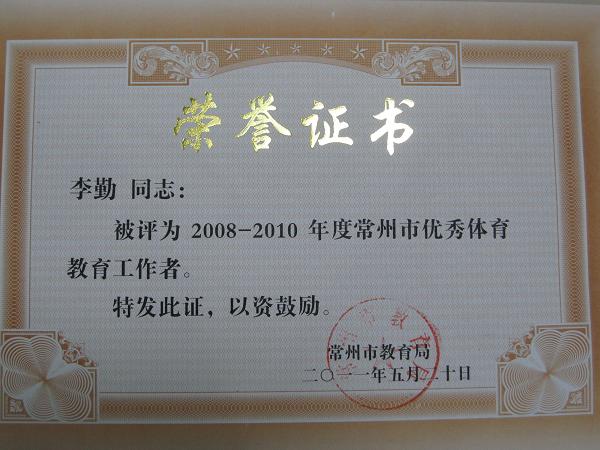 荣誉证书
李勤 同志：
被评为 2008-2010 年度常州市优秀体育
教育工作者。
特发此证，以资鼓励。
常州市教育局
二〇一一年五月二十日